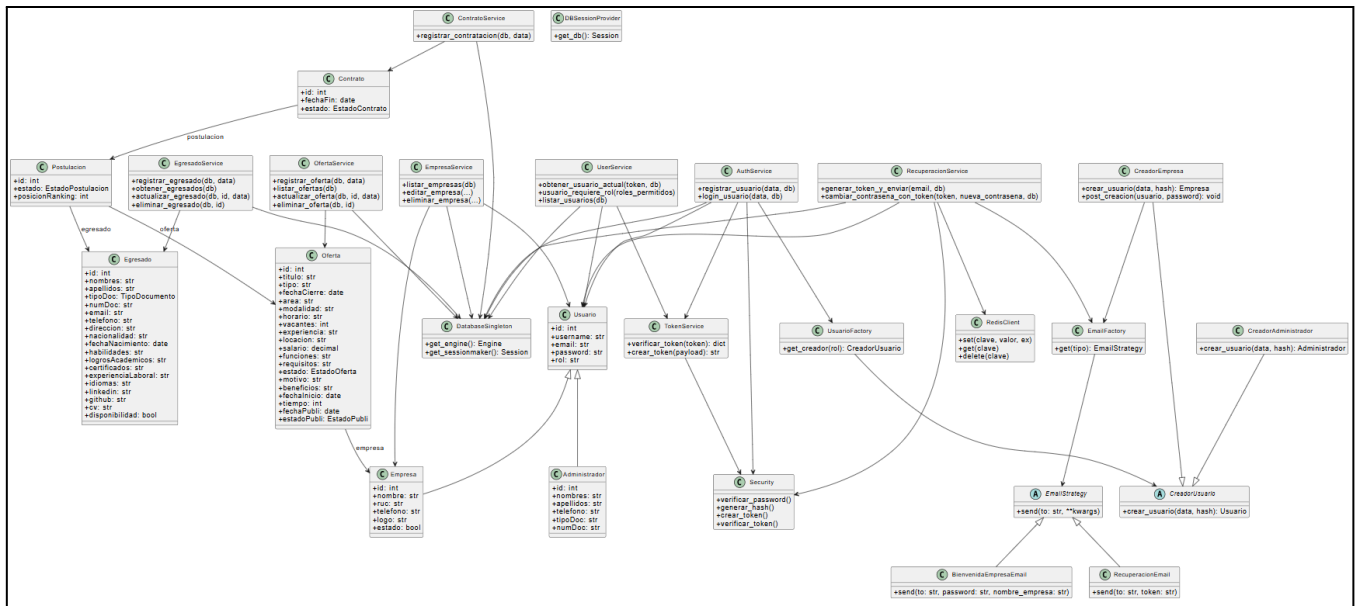 C ContratoService
+registrar_contratacion(db, data)
C DBSessionProvider
+get_db(): Session
C Contrato
+id: int
+fechaFin: date
+estado: EstadoContrato
postulacion
C Postulacion
+id: int
+estado: EstadoPostulacion
+posicionRanking: int
C EgresadoService
+registrar_egresado(db, data)
+obtener_egresados(db)
+actualizar_egresado(db, id, data)
+eliminar_egresado(db, id)
C OfertaService
+registrar_oferta(db, data)
+listar_ofertas(db)
+actualizar_oferta(db, id, data)
+eliminar_oferta(db, id)
C EmpresaService
+listar_empresas(db)
+editar_empresa(...)
+eliminar_empresa(...)
C UserService
+obtener_usuario_actual(token, db)
+usuario_requiere_rol(roles_permitidos)
+listar_usuarios(db)
C AuthService
+registrar_usuario(data, db)
+login_usuario(data, db)
C RecuperacionService
+generar_token_y_enviar(email, db)
+cambiar_contrasena_con_token(token, nueva_contrasena, db)
C CreadorEmpresa
+crear_usuario(data, hash): Empresa
+post_creacion(usuario, password): void
egresado
oferta
C Egresado
+id: int
+nombres: str
+apellidos: str
+tipoDoc: TipoDocumento
+numDoc: str
+email: str
+telefono: str
+direccion: str
+nacionalidad: str
+fechaNacimiento: date
+habilidades: str
+logrosAcademicos: str
+certificados: str
+experienciaLaboral: str
+idiomas: str
+linkedin: str
+github: str
+cv: str
+disponibilidad: bool
C Oferta
+id: int
+titulo: str
+tipo: str
+fechaCierre: date
+area: str
+modalidad: str
+horario: str
+vacantes: int
+experiencia: str
+locacion: str
+salario: decimal
+funciones: str
+requisitos: str
+estado: EstadoOferta
+motivo: str
+beneficios: str
+fechaInicio: date
+tiempo: int
+fechaPubli: date
+estadoPubli: EstadoPubli
C DatabaseSingleton
+get_engine(): Engine
+get_sessionmaker(): Session
C Usuario
+id: int
+username: str
+email: str
+password: str
+rol: str
C TokenService
+verificar_token(token): dict
+crear_token(payload): str
C UsuarioFactory
+get_creador(rol): CreadorUsuario
C RedisClient
+set(clave, valor, ex)
+get(clave)
+delete(clave)
C EmailFactory
+get(tipo): EmailStrategy
C CreadorAdministrador
+crear_usuario(data, hash): Administrador
empresa
C Empresa
+id: int
+nombre: str
+ruc: str
+telefono: str
+logo: str
+estado: bool
C Administrador
+id: int
+nombres: str
+apellidos: str
+telefono: str
+tipoDoc: str
+numDoc: str
C Security
+verificar_password()
+generar_hash()
+crear_token()
+verificar_token()
A EmailStrategy
+send(to: str, **kwargs)
A CreadorUsuario
+crear_usuario(data, hash): Usuario
C BienvenidaEmpresaEmail
+send(to: str, password: str, nombre_empresa: str)
C RecuperacionEmail
+send(to: str, token: str)